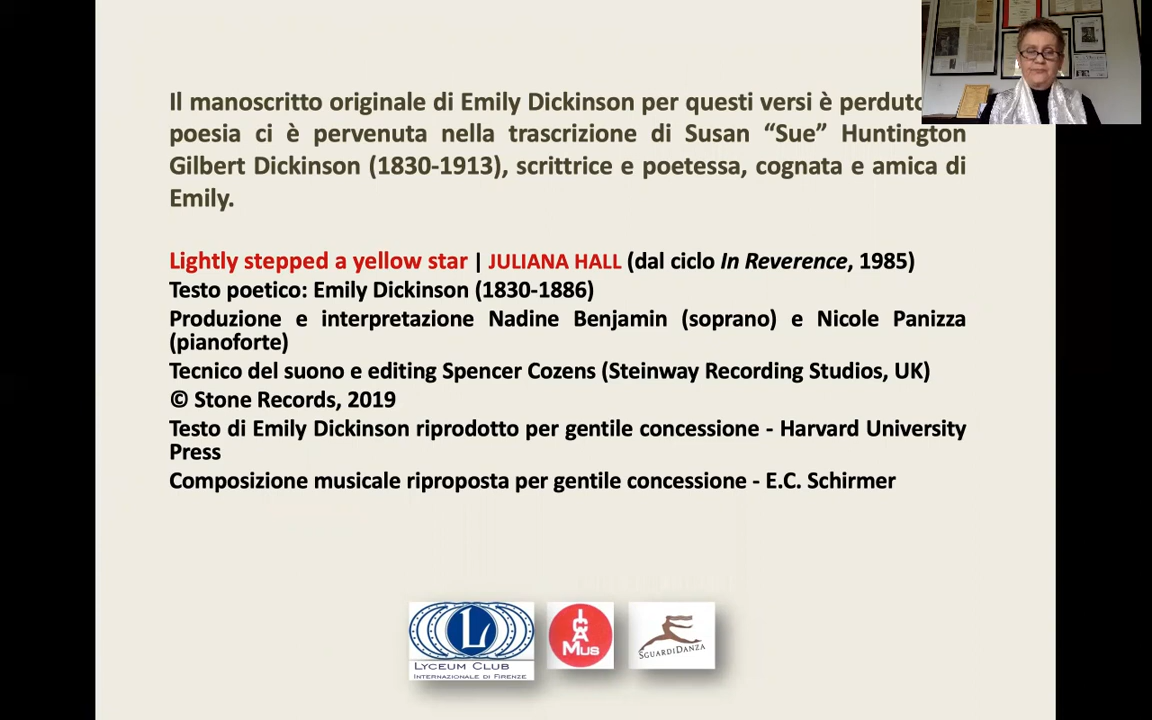 Il manoscritto originale di Emily Dickinson per questi versi è perduto
poesia ci è pervenuta nella trascrizione di Susan “Sue” Huntington
Gilbert Dickinson (1830-1913), scrittrice e poetessa, cognata e amica di
Emily.
Lightly stepped a yellow star | JULIANA HALL (dal ciclo In Reverence, 1985)
Testo poetico: Emily Dickinson (1830-1886)
Produzione e interpretazione Nadine Benjamin (soprano) e Nicole Panizza
(pianoforte)
Tecnico del suono e editing Spencer Cozens (Steinway Recording Studios, UK)
© Stone Records, 2019
Testo di Emily Dickinson riprodotto per gentile concessione - Harvard University
Press
Composizione musicale riproposta per gentile concessione - E.C. Schirmer
L
LYCEUM CLUB
INTERNAZIONALE DI FIRENZE
ICAMus
SGUARDIDANZA